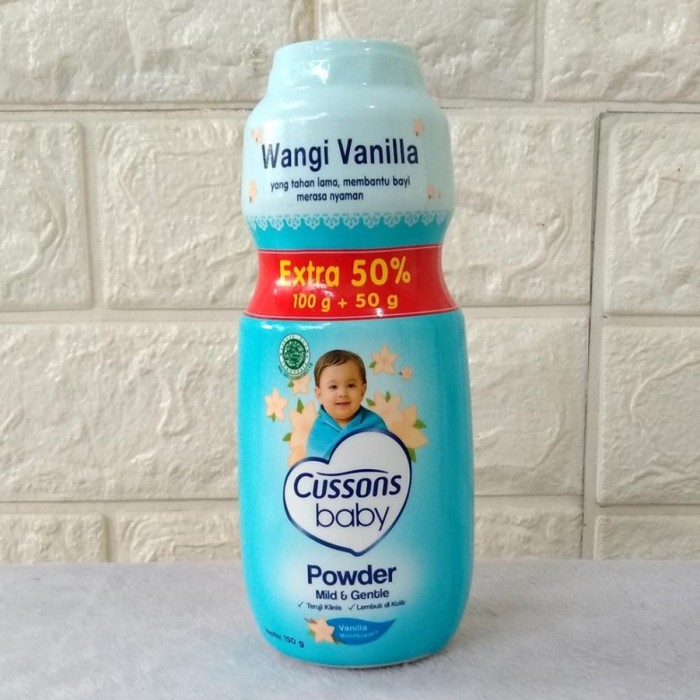 Wangi Vanilla
yang tahan lama, membantu bayi
merasa nyaman
Extra 50%
100 g + 50 g
Cussons
baby
Powder
Mild & Gentle
✓ Teruji Klinis ✓ Lembut di Kulit
Vanilla
Netto: 150 g